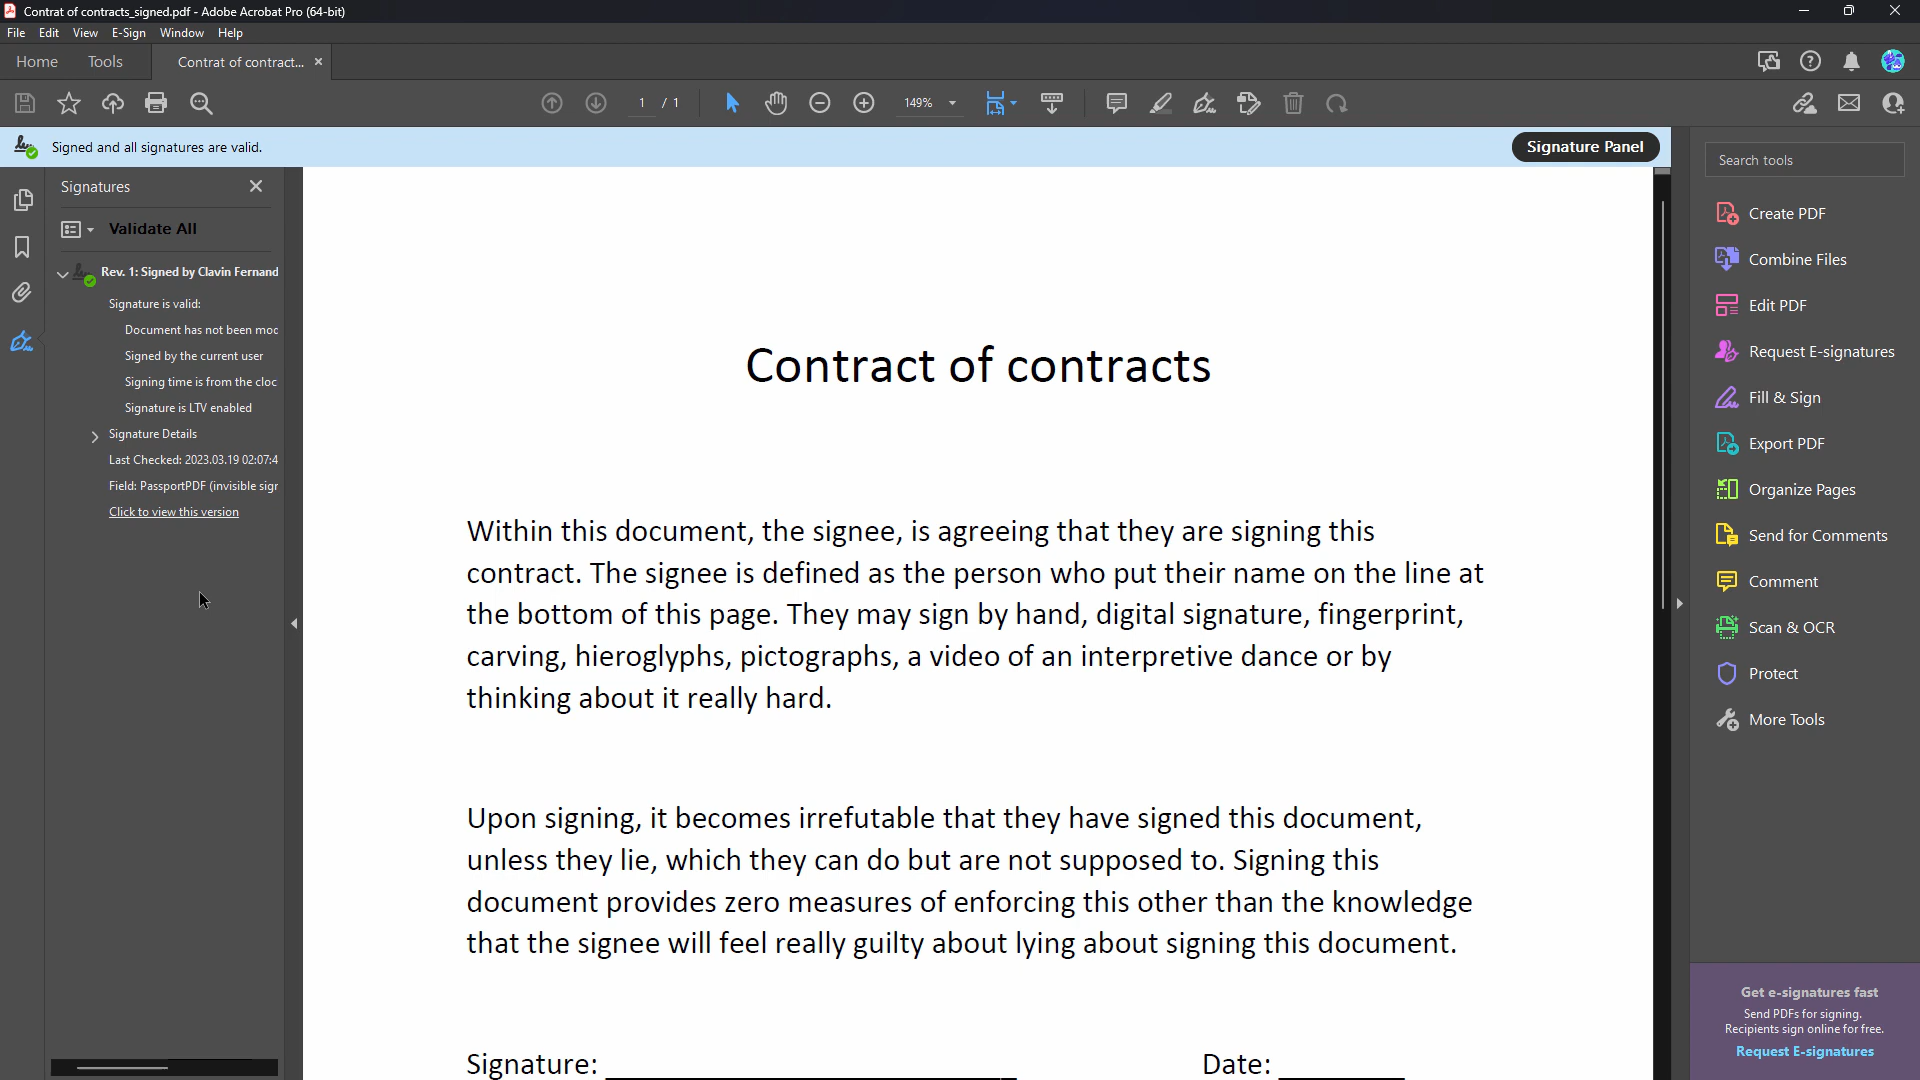 Contrat of contracts_signed.pdf - Adobe Acrobat Pro (64-bit)
File Edit View E-Sign Window Help
Home Tools Contrat of contract...
1 / 1 149%
Signed and all signatures are valid.
Signature Panel
Signatures
Validate All
Rev. 1: Signed by Clavin Fernand
Signature is valid:
Document has not been moc
Signed by the current user
Signing time is from the cloc
Signature is LTV enabled
Signature Details
Last Checked: 2023.03.19 02:07:4
Field: PassportPDF (invisible sigr
Click to view this version
Contract of contracts
Within this document, the signee, is agreeing that they are signing this
contract. The signee is defined as the person who put their name on the line at
the bottom of this page. They may sign by hand, digital signature, fingerprint,
carving, hieroglyphs, pictographs, a video of an interpretive dance or by
thinking about it really hard.
Upon signing, it becomes irrefutable that they have signed this document,
unless they lie, which they can do but are not supposed to. Signing this
document provides zero measures of enforcing this other than the knowledge
that the signee will feel really guilty about lying about signing this document.
Signature: Date:
Search tools
Create PDF
Combine Files
Edit PDF
Request E-signatures
Fill & Sign
Export PDF
Organize Pages
Send for Comments
Comment
Scan & OCR
Protect
More Tools
Get e-signatures fast
Send PDFs for signing.
Recipients sign online for free.
Request E-signatures